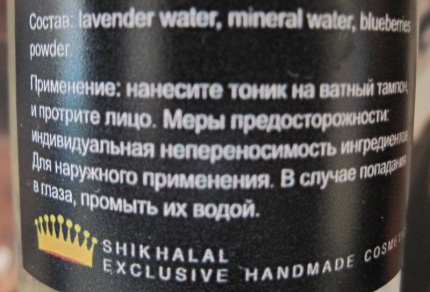 Состав: lavender water, mineral water, blueberries
powder.
Применение: нанесите тоник на ватный тампон,
и протрите лицо. Меры предосторожности:
индивидуальная непереносимость ингредиентов.
Для наружного применения. В случае попадания
в глаза, промыть их водой.
SHIKHALAL
EXCLUSIVE HANDMADE COSME